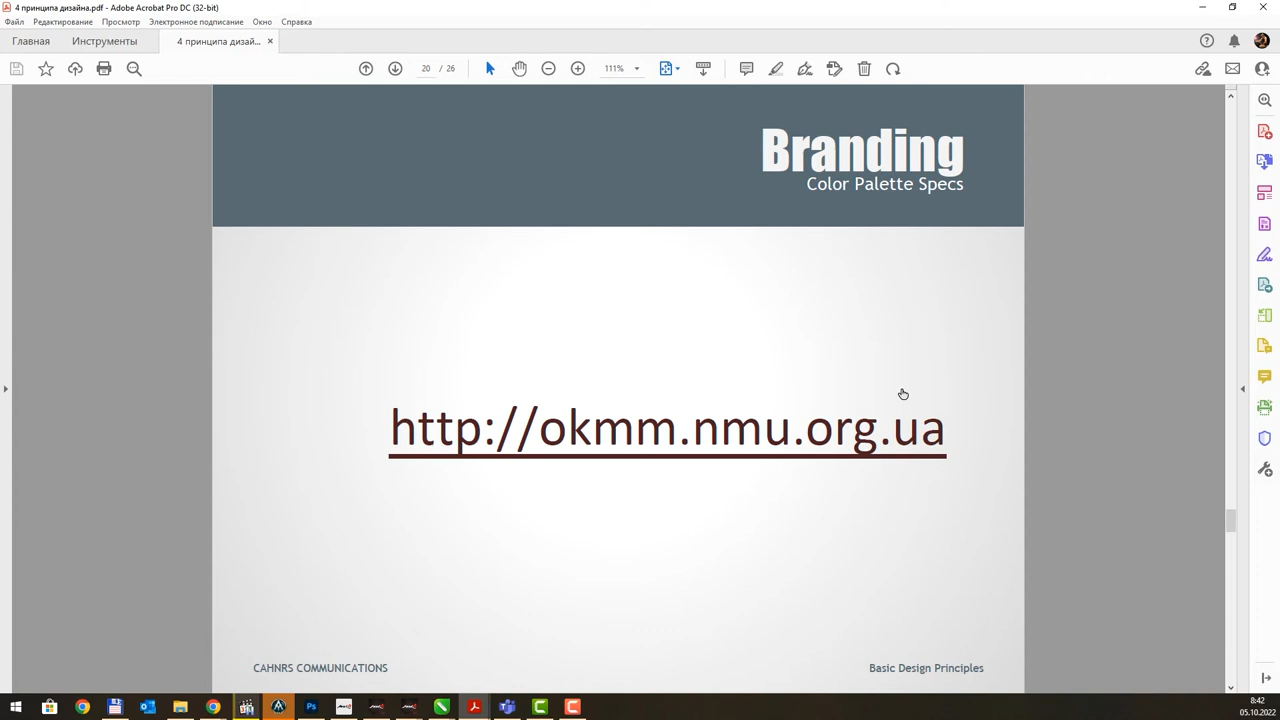 4 принципа дизайна.pdf - Adobe Acrobat Pro DC (32-bit)
Файл Редактирование Просмотр Электронное подписание Окно Справка
Главная Инструменты 4 принципа дизай... ×
20 / 26 111%
Branding
Color Palette Specs
http://okmm.nmu.org.ua
CAHNRS COMMUNICATIONS Basic Design Principles
8:42
05.10.2022